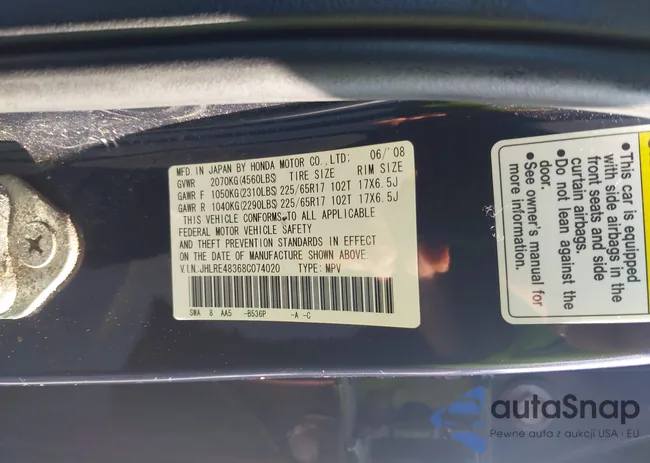 MFD. IN JAPAN BY HONDA MOTOR CO., LTD: 06/'08
GVWR 2070KG(4560LBS) TIRE SIZE RIM SIZE
GAWR F 1050KG(2310LBS) 225/65R17 102T 17X6.5J
GAWR R 1040KG(2290LBS) 225/65R17 102T 17X6.5J
THIS VEHICLE CONFORMS TO ALL APPLICABLE
FEDERAL MOTOR VEHICLE SAFETY
AND THEFT PREVENTION STANDARDS IN EFFECT
ON THE DATE OF MANUFACTURE SHOWN ABOVE.
V.I.N:JHLRE48368C074020 TYPE: MPV
SWA 8 AA5 -B536P -A -C
•This car is equipped
with side airbags in the
front seats and side
curtain airbags.
•Do not lean against the
door.
•See owner's manual for
more information.
autaSnap
Pewne auta z aukcji USA i EU